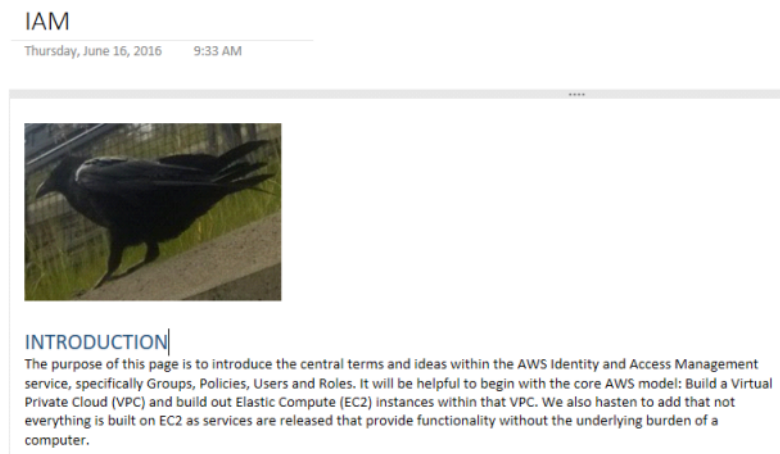 IAM
Thursday, June 16, 2016 9:33 AM
INTRODUCTION
The purpose of this page is to introduce the central terms and ideas within the AWS Identity and Access Management
service, specifically Groups, Policies, Users and Roles. It will be helpful to begin with the core AWS model: Build a Virtual
Private Cloud (VPC) and build out Elastic Compute (EC2) instances within that VPC. We also hasten to add that not
everything is built on EC2 as services are released that provide functionality without the underlying burden of a
computer.